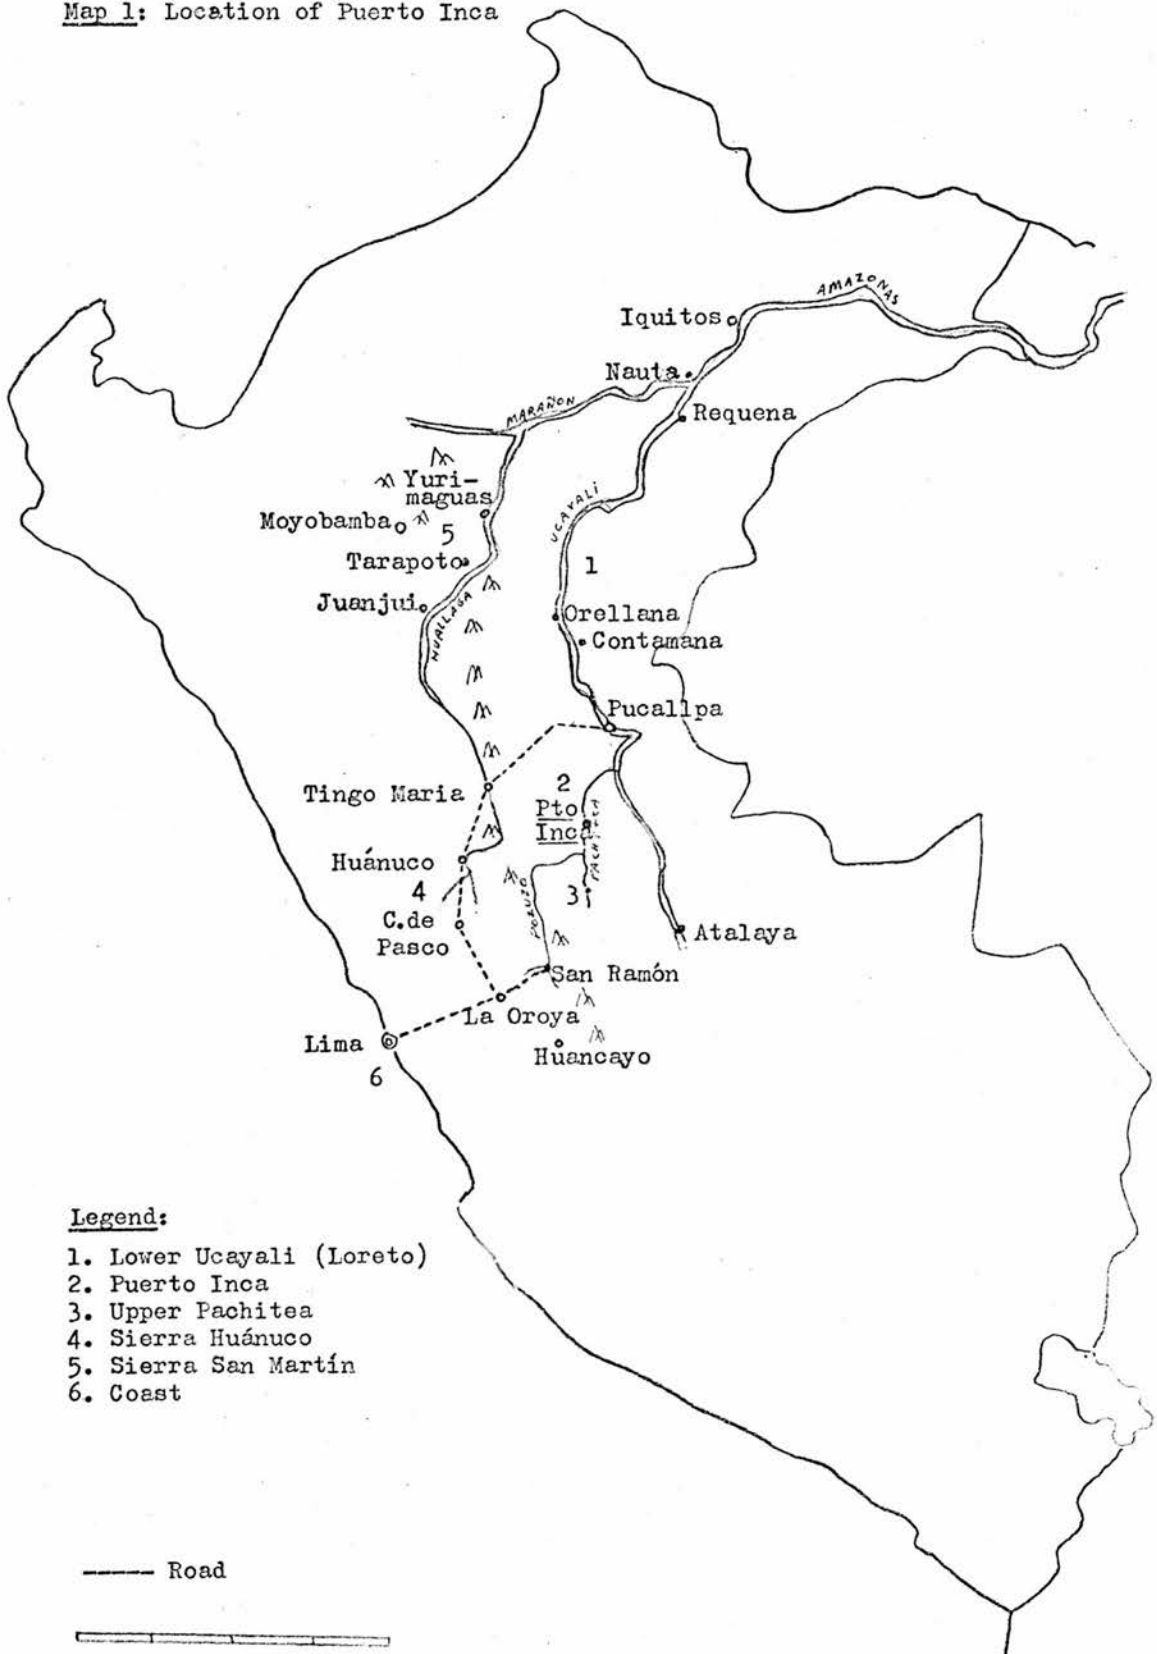 Map 1: Location of Puerto Inca
AMAZONAS
Iquitos
Nauta
MARAÑON
Requena
Yuri-
maguas
UCAYALI
Moyobamba
5
Tarapoto
1
Juanjui
HUALLAGA
Orellana
Contamana
Pucallpa
Tingo Maria
2
Pto
Inca
PACHITEA
Huánuco
4
POZUZO
3
C.de
Pasco
Atalaya
San Ramón
La Oroya
Lima
Huancayo
6
Legend:
1. Lower Ucayali (Loreto)
2. Puerto Inca
3. Upper Pachitea
4. Sierra Huánuco
5. Sierra San Martín
6. Coast
Road